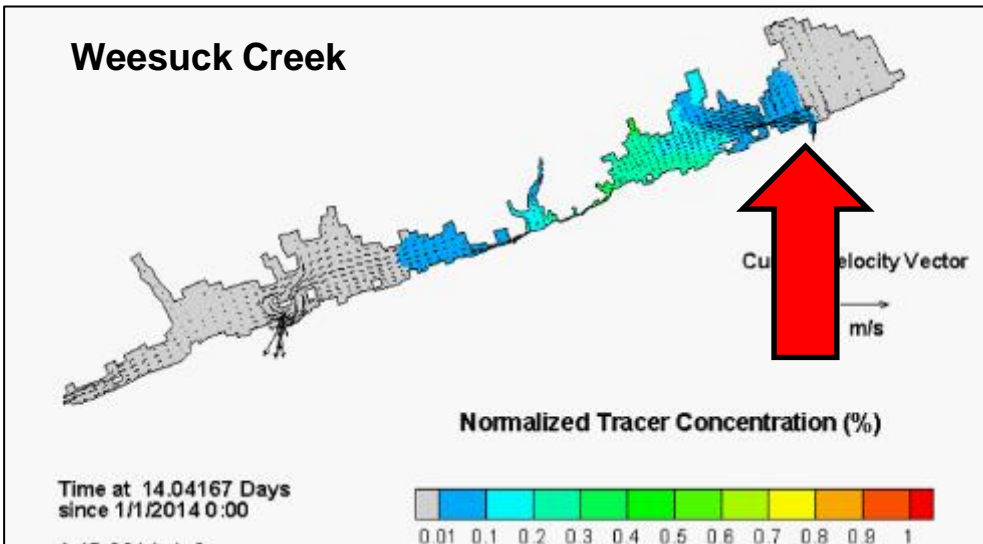 Weesuck Creek
Cu elocity Vector
m/s
Normalized Tracer Concentration (%)
Time at 14.04167 Days
since 1/1/2014 0:00
0.01 0.1 0.2 0.3 0.4 0.5 0.6 0.7 0.8 0.9 1